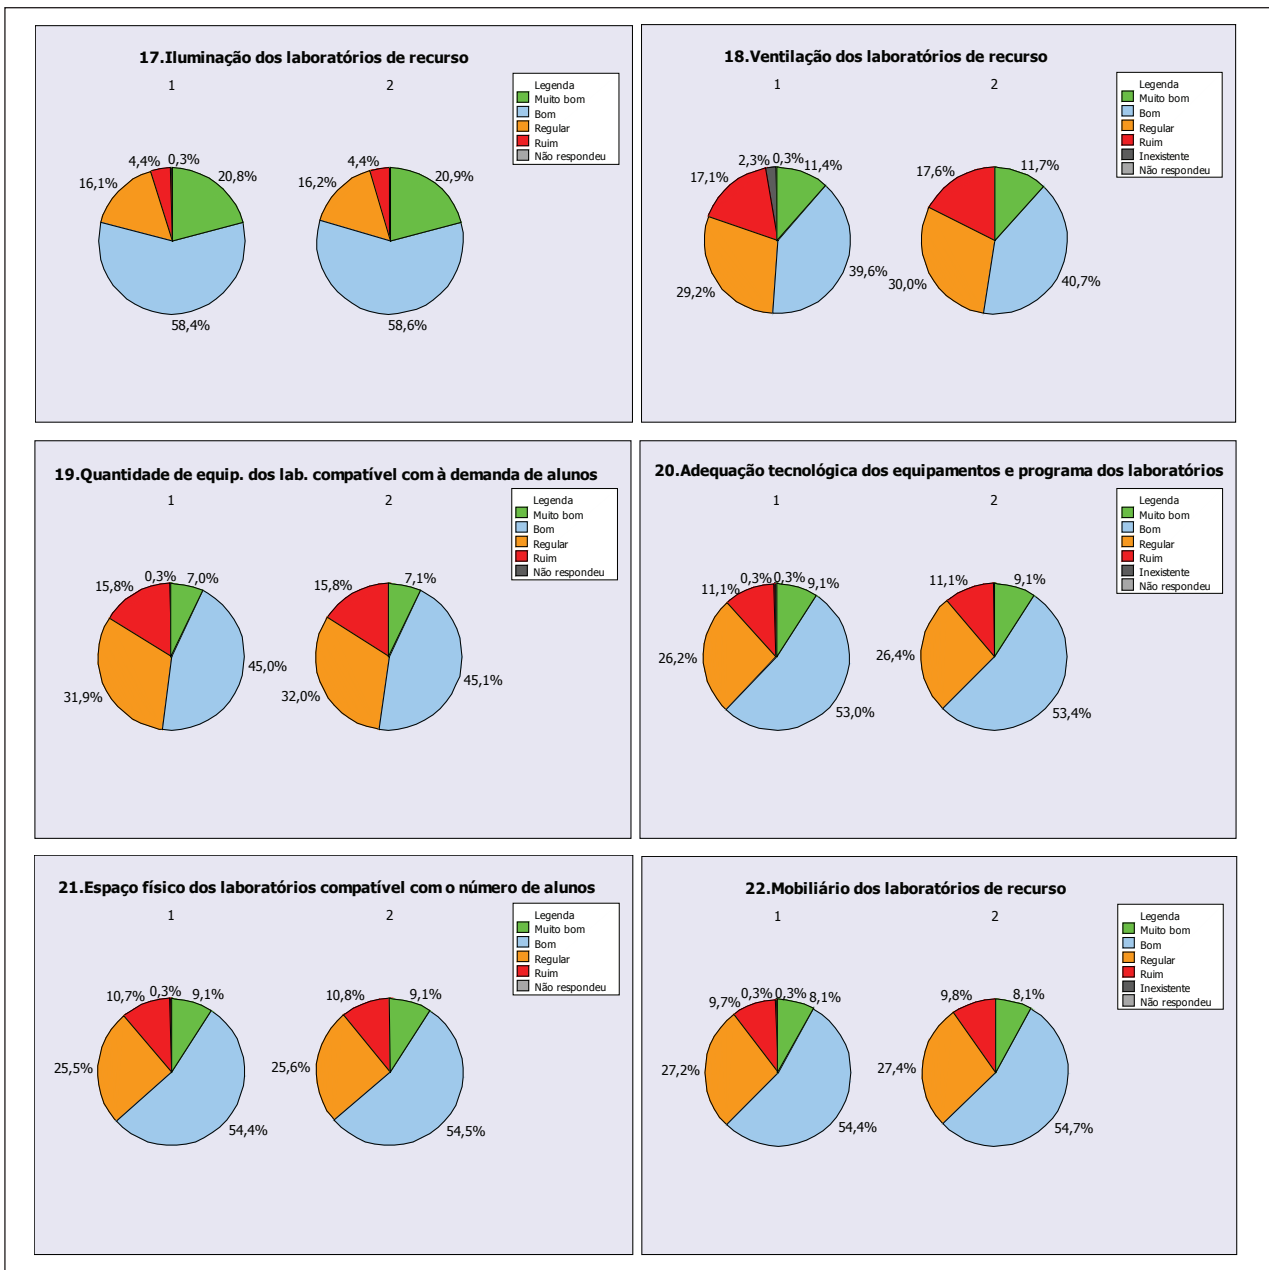 17.Iluminação dos laboratórios de recurso
1
2
Legenda
Muito bom
Bom
Regular
Ruim
Não respondeu
4,4%
0,3%
20,8%
16,1%
58,4%
4,4%
20,9%
16,2%
58,6%
18.Ventilação dos laboratórios de recurso
1
2
Legenda
Muito bom
Bom
Regular
Ruim
Inexistente
Não respondeu
2,3%
0,3%
11,4%
17,1%
39,6%
29,2%
17,6%
11,7%
30,0%
40,7%
19.Quantidade de equip. dos lab. compatível com à demanda de alunos
1
2
Legenda
Muito bom
Bom
Regular
Ruim
Não respondeu
15,8%
0,3%
7,0%
45,0%
31,9%
15,8%
7,1%
32,0%
45,1%
20.Adequação tecnológica dos equipamentos e programa dos laboratórios
1
2
Legenda
Muito bom
Bom
Regular
Ruim
Inexistente
Não respondeu
11,1%
0,3%
0,3%
9,1%
26,2%
53,0%
11,1%
9,1%
26,4%
53,4%
21.Espaço físico dos laboratórios compatível com o número de alunos
1
2
Legenda
Muito bom
Bom
Regular
Ruim
Não respondeu
10,7%
0,3%
9,1%
25,5%
54,4%
10,8%
9,1%
25,6%
54,5%
22.Mobiliário dos laboratórios de recurso
1
2
Legenda
Muito bom
Bom
Regular
Ruim
Inexistente
Não respondeu
9,7%
0,3%
0,3%
8,1%
27,2%
54,4%
9,8%
8,1%
27,4%
54,7%